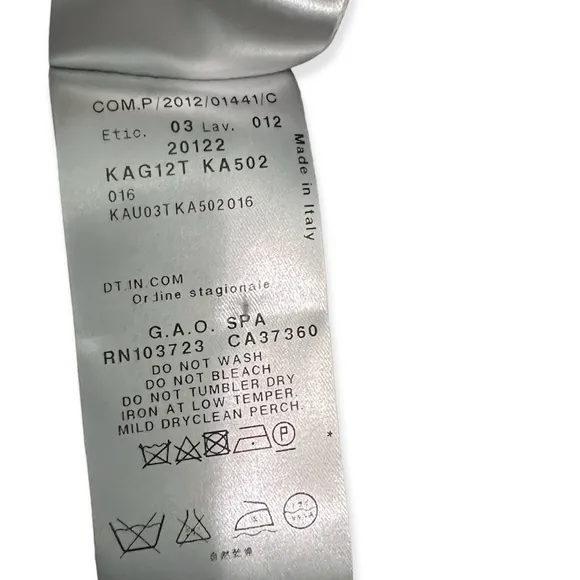 COM.P/2012/01441/C
Etic. 03 Lav. 012
20122
KAG12T KA502
016
KAU03TKA502016
Made in Italy
DT.IN.COM
Ordine stagionale
G.A.O. SPA
RN103723 CA37360
DO NOT WASH
DO NOT BLEACH
DO NOT TUMBLER DRY
IRON AT LOW TEMPER.
MILD DRYCLEAN PERCH.
P
*